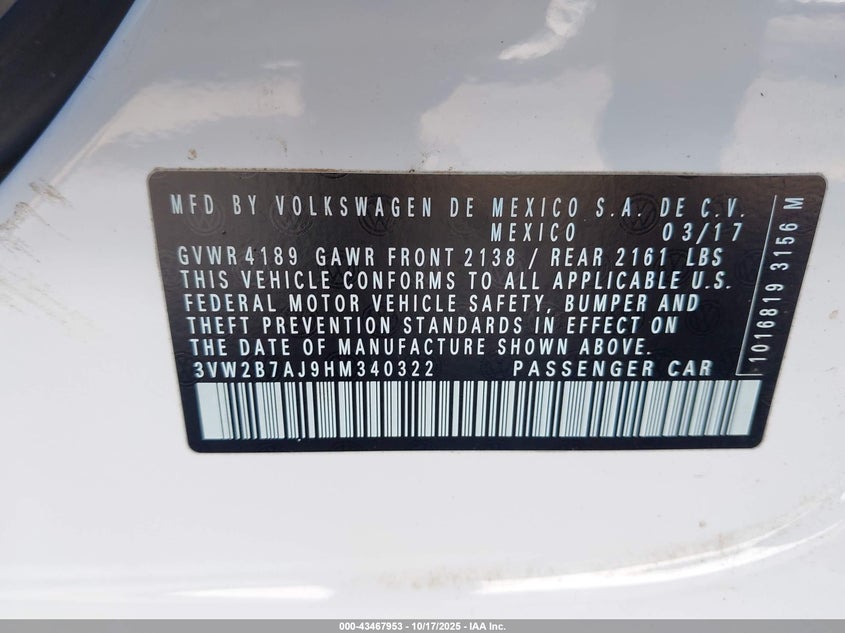 MFD BY VOLKSWAGEN DE MEXICO S.A. DE C.V.
MEXICO 03/17
GVWR 4189 GAWR FRONT 2138 / REAR 2161 LBS
THIS VEHICLE CONFORMS TO ALL APPLICABLE U.S.
FEDERAL MOTOR VEHICLE SAFETY, BUMPER AND
THEFT PREVENTION STANDARDS IN EFFECT ON
THE DATE OF MANUFACTURE SHOWN ABOVE.
3VW2B7AJ9HM340322 PASSENGER CAR
1016819 3156 M
000-43467953 | 10/17/2025 | IAA Inc.